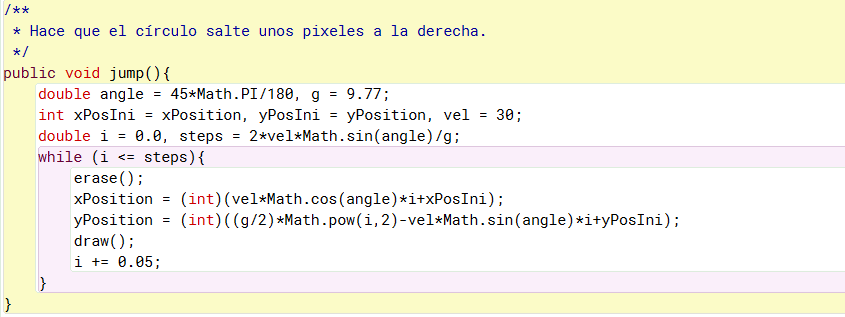 /**
 * Hace que el círculo salte unos pixeles a la derecha.
 */
public void jump(){
    double angle = 45*Math.PI/180, g = 9.77;
    int xPosIni = xPosition, yPosIni = yPosition, vel = 30;
    double i = 0.0, steps = 2*vel*Math.sin(angle)/g;
    while (i <= steps){
        erase();
        xPosition = (int)(vel*Math.cos(angle)*i+xPosIni);
        yPosition = (int)((g/2)*Math.pow(i,2)-vel*Math.sin(angle)*i+yPosIni);
        draw();
        i += 0.05;
    }
}